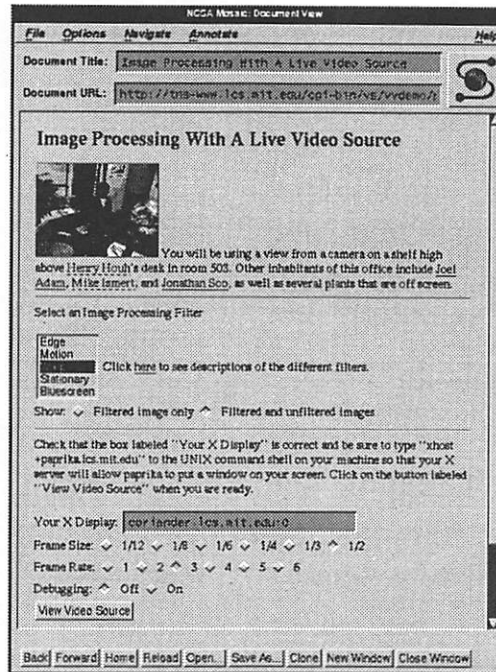 NCSA Mosaic: Document View
File Options Navigate Annotate Help
Document Title: Image Processing With A Live Video Source
Document URL: http://tns-www.lcs.mit.edu/cgi-bin/vs/vvdemo/
Image Processing With A Live Video Source
You will be using a view from a camera on a shelf high
above Henry Houh's desk in room 503. Other inhabitants of this office include Joel
Adam, Mike Ismert, and Jonathan Soo, as well as several plants that are off screen.
Select an Image Processing Filter
Edge
Motion
Stationary
Bluescreen
Click here to see descriptions of the different filters.
Show: Filtered image only Filtered and unfiltered images
Check that the box labeled "Your X Display" is correct and be sure to type "xhost
+paprika.lcs.mit.edu" to the UNIX command shell on your machine so that your X
server will allow paprika to put a window on your screen. Click on the button labeled
"View Video Source" when you are ready.
Your X Display: coriander.lcs.mit.edu:0
Frame Size: 1/12 1/8 1/6 1/4 1/3 1/2
Frame Rate: 1 2 3 4 5 6
Debugging: Off On
View Video Source
Back Forward Home Reload Open... Save As... Clone New Window Close Window